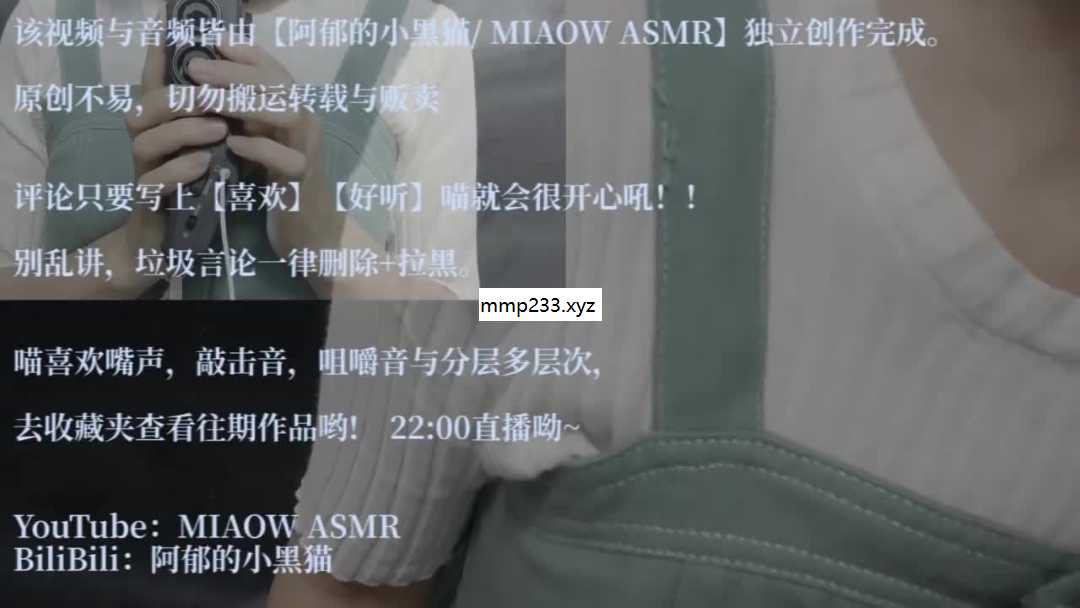 该视频与音频皆由【阿郁的小黑猫/ MIAOW ASMR】独立创作完成。
原创不易，切勿搬运转载与贩卖
评论只要写上【喜欢】【好听】喵就会很开心吼！！
别乱讲，垃圾言论一律删除+拉黑。
mmp233.xyz
喵喜欢嘴声，敲击音，咀嚼音与分层多层次，
去收藏夹查看往期作品哟! 22:00直播呦~
YouTube：MIAOW ASMR
BiliBili：阿郁的小黑猫